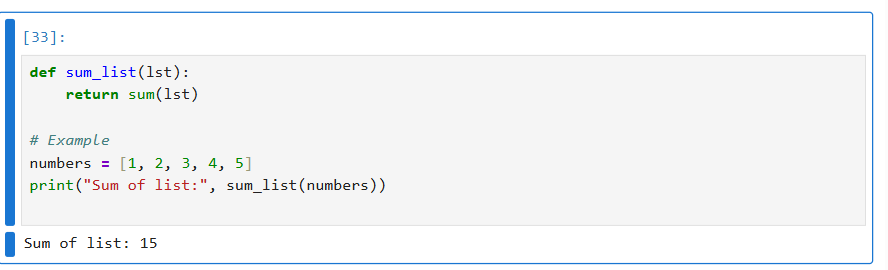 [33]:
def sum_list(lst):
    return sum(lst)
# Example
numbers = [1, 2, 3, 4, 5]
print("Sum of list:", sum_list(numbers))
Sum of list: 15